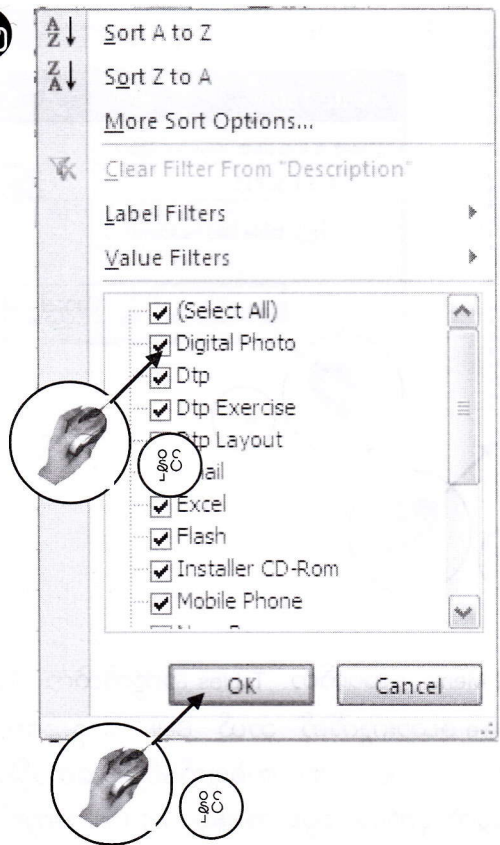 A
Z
Sort A to Z
Z
A
Sort Z to A
More Sort Options...
Clear Filter From "Description"
Label Filters
Value Filters
(Select All)
Digital Photo
Dtp
Dtp Exercise
Dtp Layout
နှိပ်
ail
Excel
Flash
Installer CD-Rom
Mobile Phone
OK
Cancel
နှိပ်